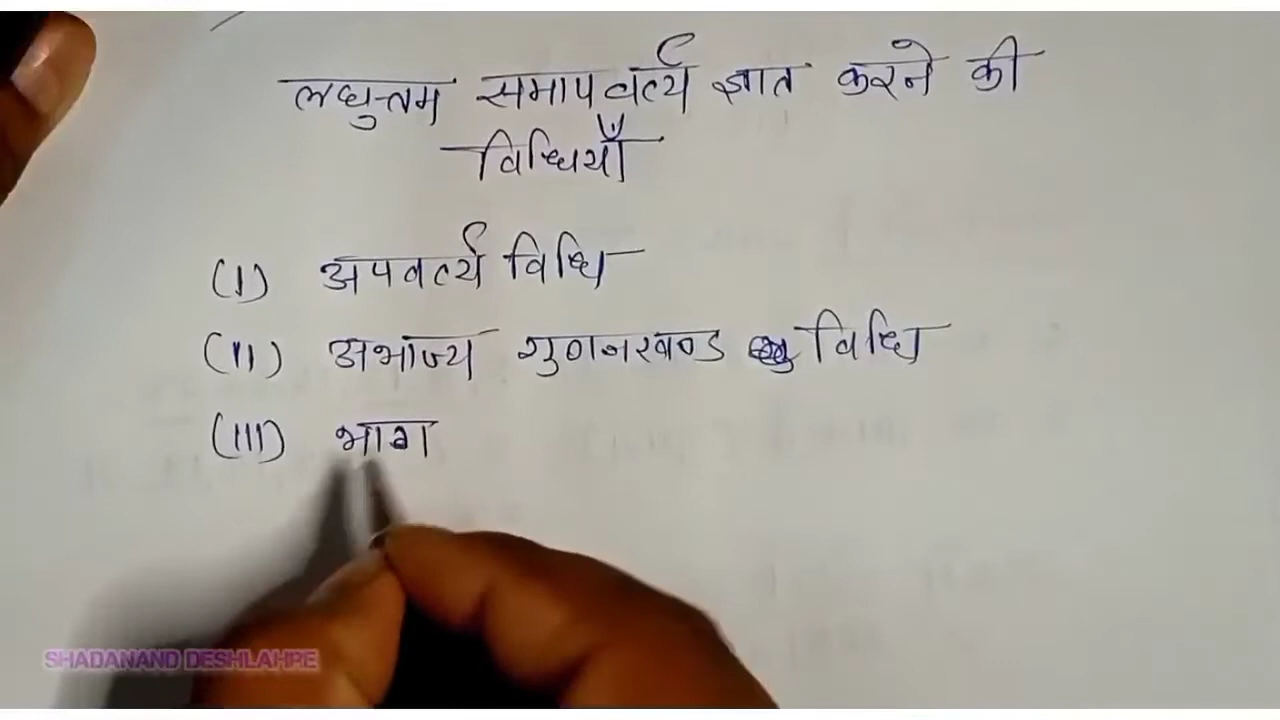 लघुत्तम समापवर्त्य ज्ञात करने की
विधियाँ
(I) अपवर्त्य विधि
(II) अभाज्य गुणनखण्ड विधि
(III) भाग
SHADANAND DESHLAHRE